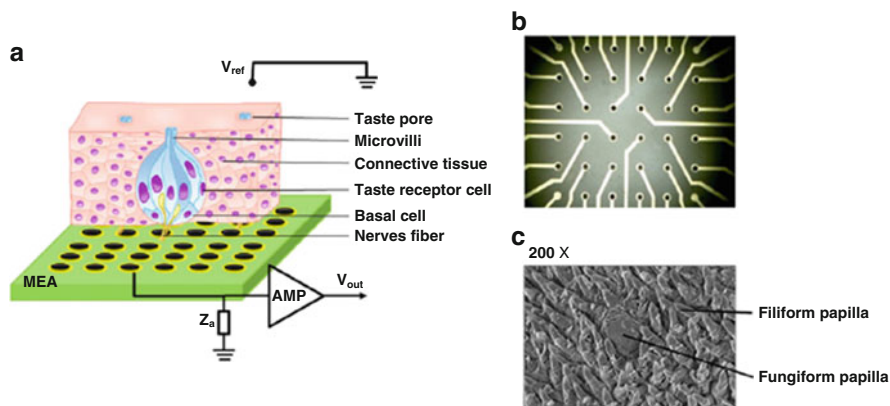 a
V_ref
Taste pore
Microvilli
Connective tissue
Taste receptor cell
Basal cell
Nerves fiber
MEA
AMP
V_out
Z_a
b
c
200 X
Filiform papilla
Fungiform papilla